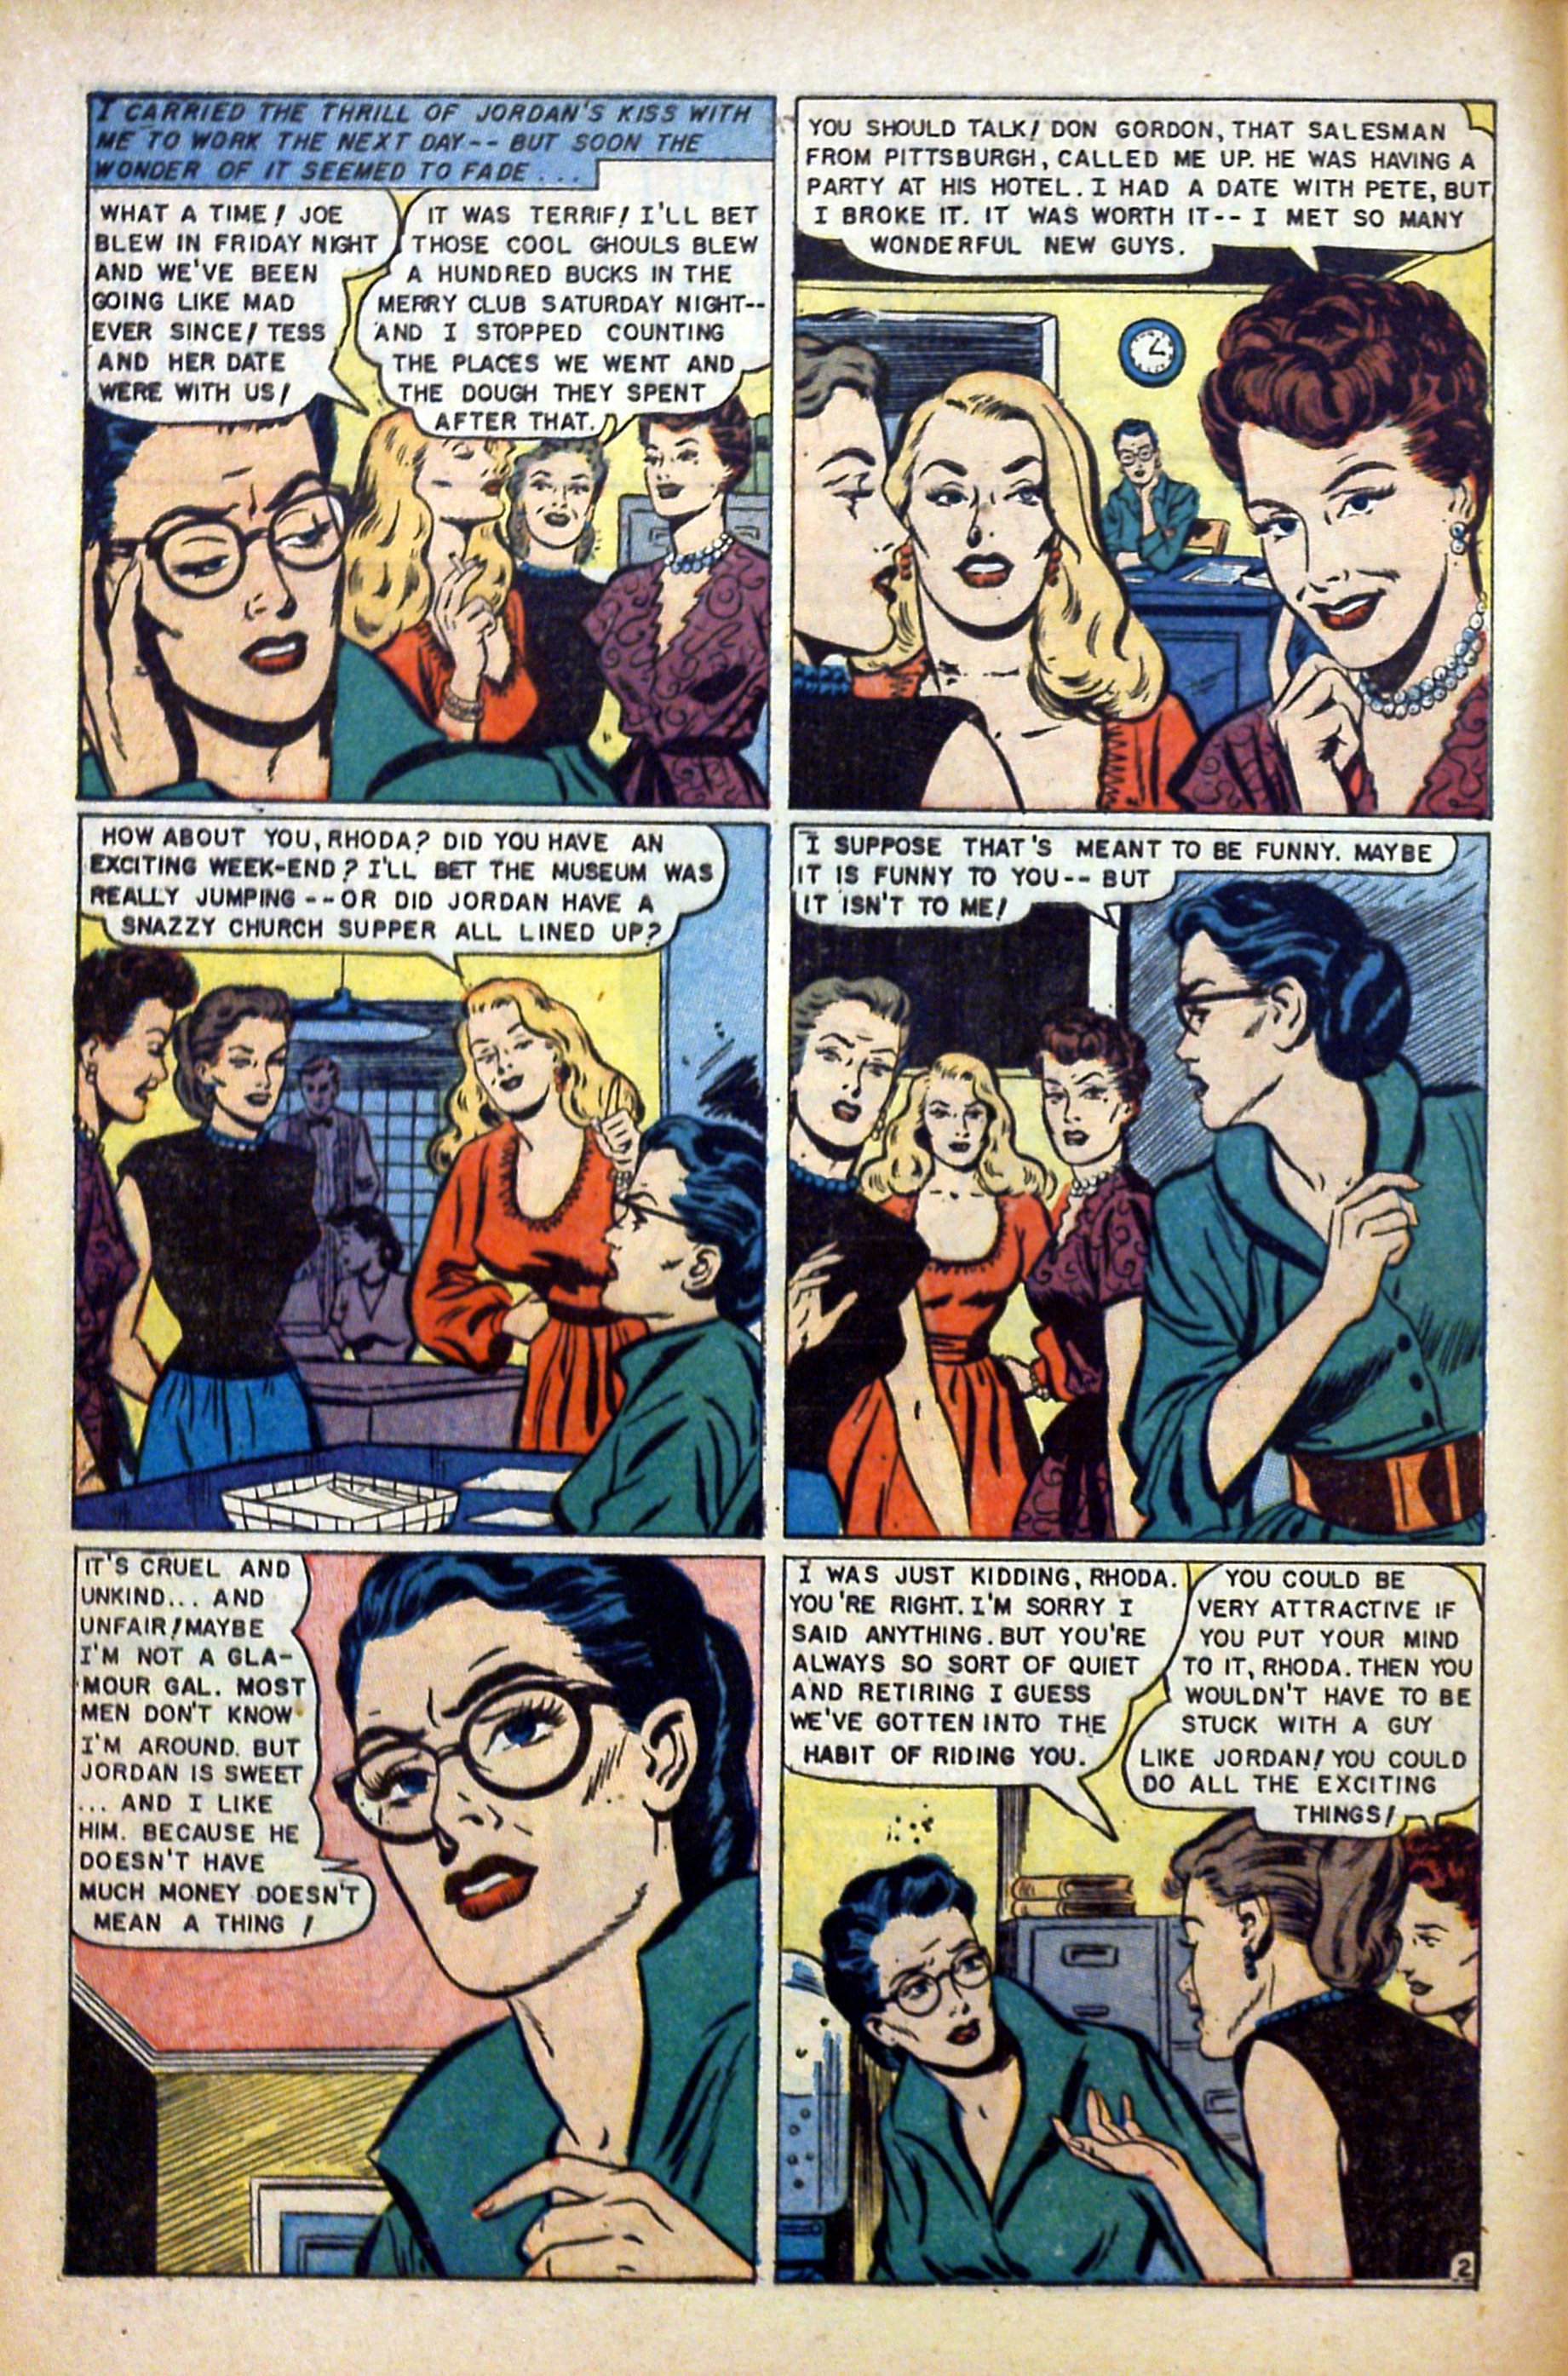 I CARRIED THE THRILL OF JORDAN'S KISS WITH
ME TO WORK THE NEXT DAY-- BUT SOON THE
WONDER OF IT SEEMED TO FADE...
WHAT A TIME! JOE
BLEW IN FRIDAY NIGHT
AND WE'VE BEEN
GOING LIKE MAD
EVER SINCE! TESS
AND HER DATE
WERE WITH US!
IT WAS TERRIF! I'LL BET
THOSE COOL GHOULS BLEW
A HUNDRED BUCKS IN THE
MERRY CLUB SATURDAY NIGHT--
AND I STOPPED COUNTING
THE PLACES WE WENT AND
THE DOUGH THEY SPENT
AFTER THAT.
YOU SHOULD TALK! DON GORDON, THAT SALESMAN
FROM PITTSBURGH, CALLED ME UP. HE WAS HAVING A
PARTY AT HIS HOTEL. I HAD A DATE WITH PETE, BUT
I BROKE IT. IT WAS WORTH IT-- I MET SO MANY
WONDERFUL NEW GUYS.
HOW ABOUT YOU, RHODA? DID YOU HAVE AN
EXCITING WEEK-END? I'LL BET THE MUSEUM WAS
REALLY JUMPING--OR DID JORDAN HAVE A
SNAZZY CHURCH SUPPER ALL LINED UP?
I SUPPOSE THAT'S MEANT TO BE FUNNY. MAYBE
IT IS FUNNY TO YOU-- BUT
IT ISN'T TO ME!
IT'S CRUEL AND
UNKIND... AND
UNFAIR! MAYBE
I'M NOT A GLA-
MOUR GAL. MOST
MEN DON'T KNOW
I'M AROUND. BUT
JORDAN IS SWEET
... AND I LIKE
HIM. BECAUSE HE
DOESN'T HAVE
MUCH MONEY DOESN'T
MEAN A THING!
I WAS JUST KIDDING, RHODA.
YOU'RE RIGHT. I'M SORRY I
SAID ANYTHING. BUT YOU'RE
ALWAYS SO SORT OF QUIET
AND RETIRING I GUESS
WE'VE GOTTEN INTO THE
HABIT OF RIDING YOU.
YOU COULD BE
VERY ATTRACTIVE IF
YOU PUT YOUR MIND
TO IT, RHODA. THEN YOU
WOULDN'T HAVE TO BE
STUCK WITH A GUY
LIKE JORDAN! YOU COULD
DO ALL THE EXCITING
THINGS!
2